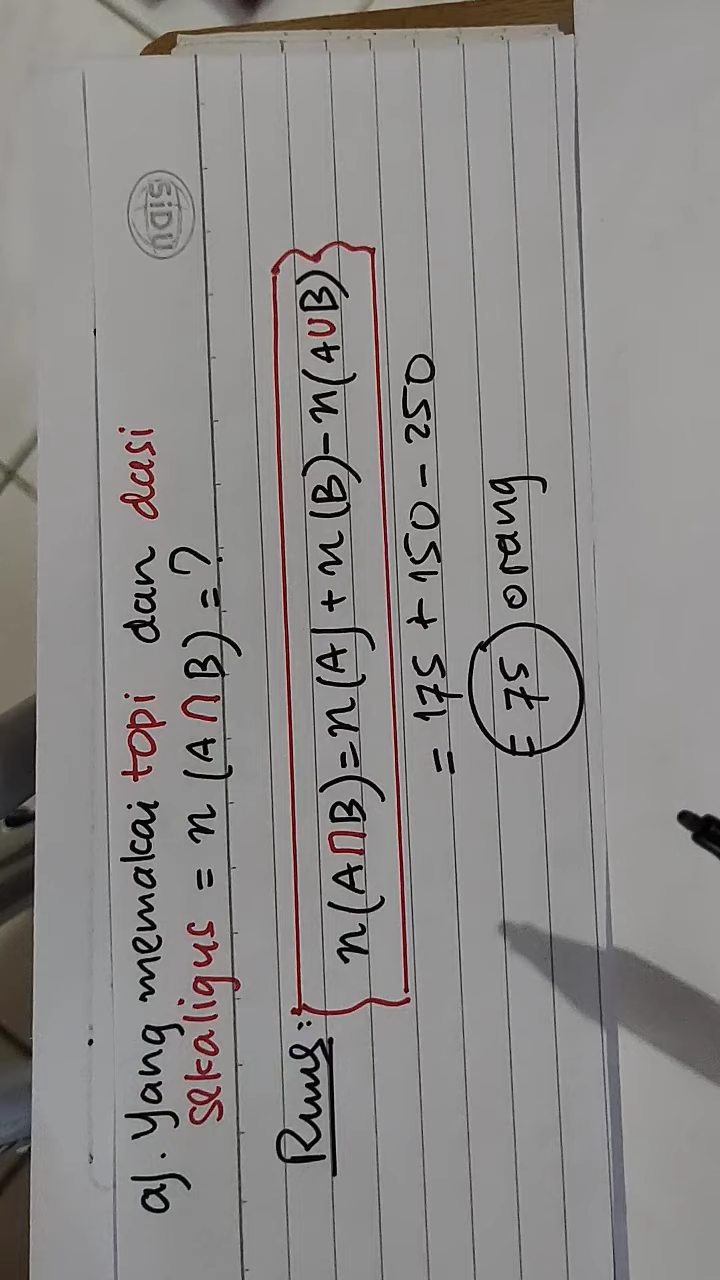 SiDU
a). Yang memakai topi dan dasi
sekaligus = n (A ∩ B) = ?
Rumus :
n(A∩B) = n(A) + n(B) - n(A∪B)
= 175 + 150 - 250
= 75 orang